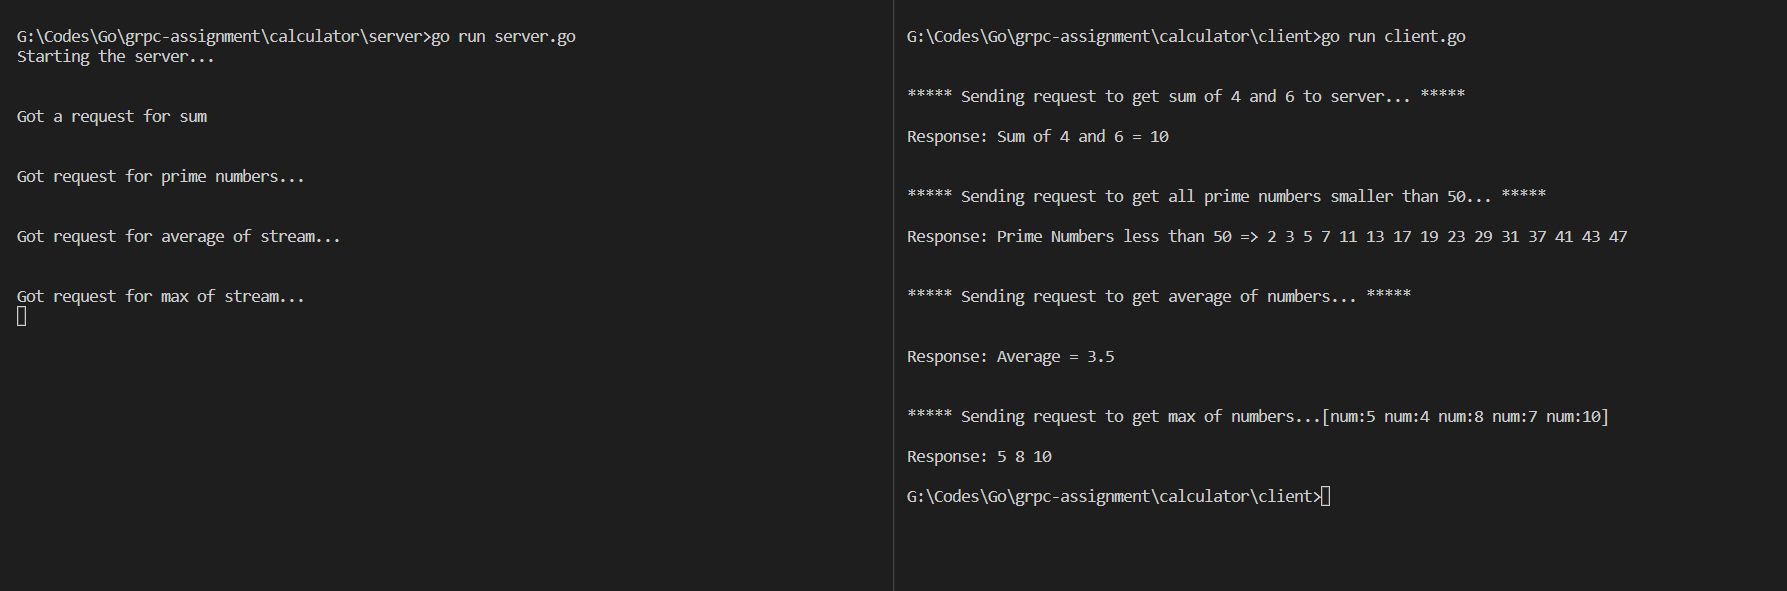 G:\Codes\Go\grpc-assignment\calculator\server>go run server.go
Starting the server...
Got a request for sum
Got request for prime numbers...
Got request for average of stream...
Got request for max of stream...
G:\Codes\Go\grpc-assignment\calculator\client>go run client.go
***** Sending request to get sum of 4 and 6 to server... *****
Response: Sum of 4 and 6 = 10
***** Sending request to get all prime numbers smaller than 50... *****
Response: Prime Numbers less than 50 => 2 3 5 7 11 13 17 19 23 29 31 37 41 43 47
***** Sending request to get average of numbers... *****
Response: Average = 3.5
***** Sending request to get max of numbers...[num:5 num:4 num:8 num:7 num:10]
Response: 5 8 10
G:\Codes\Go\grpc-assignment\calculator\client>